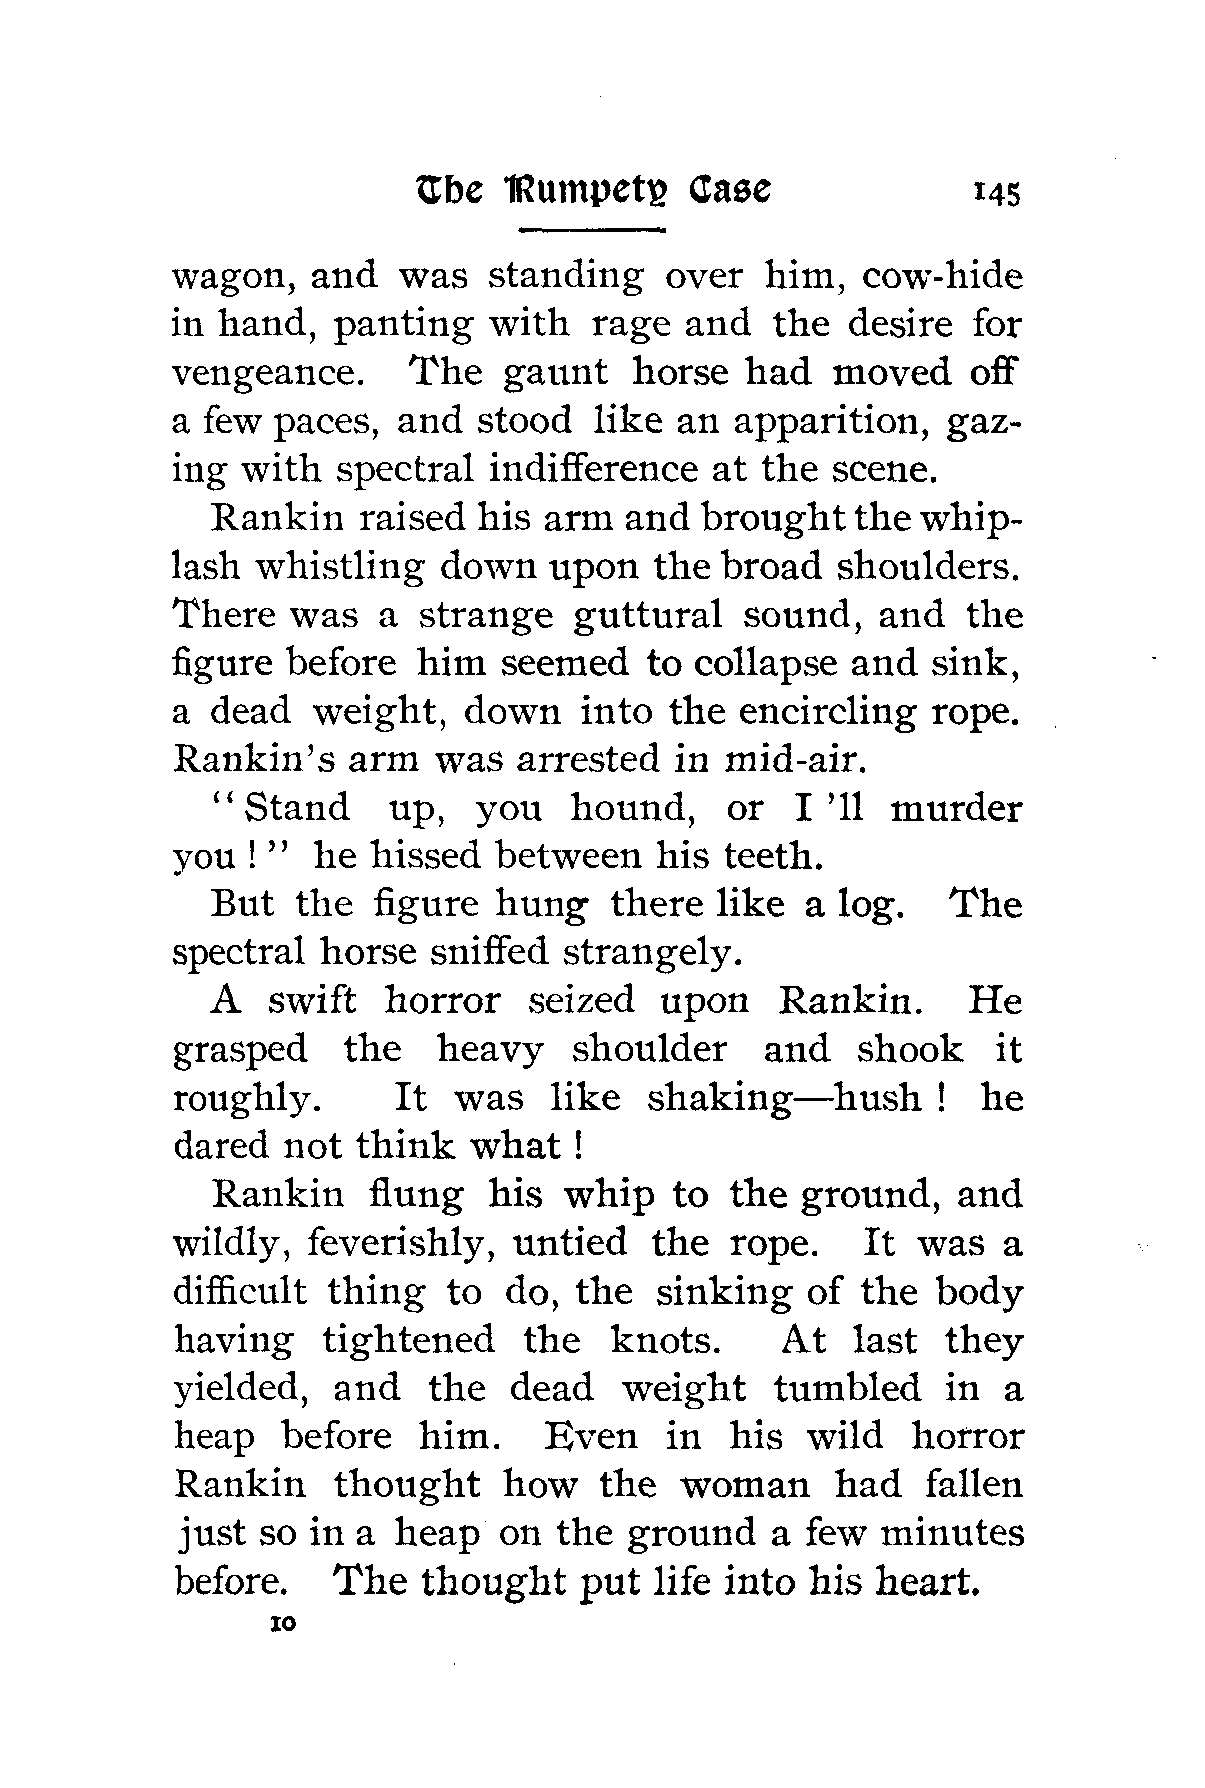 The Rumpety Case 145
wagon, and was standing over him, cow-hide
in hand, panting with rage and the desire for
vengeance. The gaunt horse had moved off
a few paces, and stood like an apparition, gaz-
ing with spectral indifference at the scene.
Rankin raised his arm and brought the whip-
lash whistling down upon the broad shoulders.
There was a strange guttural sound, and the
figure before him seemed to collapse and sink,
a dead weight, down into the encircling rope.
Rankin's arm was arrested in mid-air.
"Stand up, you hound, or I 'll murder
you!" he hissed between his teeth.
But the figure hung there like a log. The
spectral horse sniffed strangely.
A swift horror seized upon Rankin. He
grasped the heavy shoulder and shook it
roughly. It was like shaking—hush! he
dared not think what!
Rankin flung his whip to the ground, and
wildly, feverishly, untied the rope. It was a
difficult thing to do, the sinking of the body
having tightened the knots. At last they
yielded, and the dead weight tumbled in a
heap before him. Even in his wild horror
Rankin thought how the woman had fallen
just so in a heap on the ground a few minutes
before. The thought put life into his heart.
10